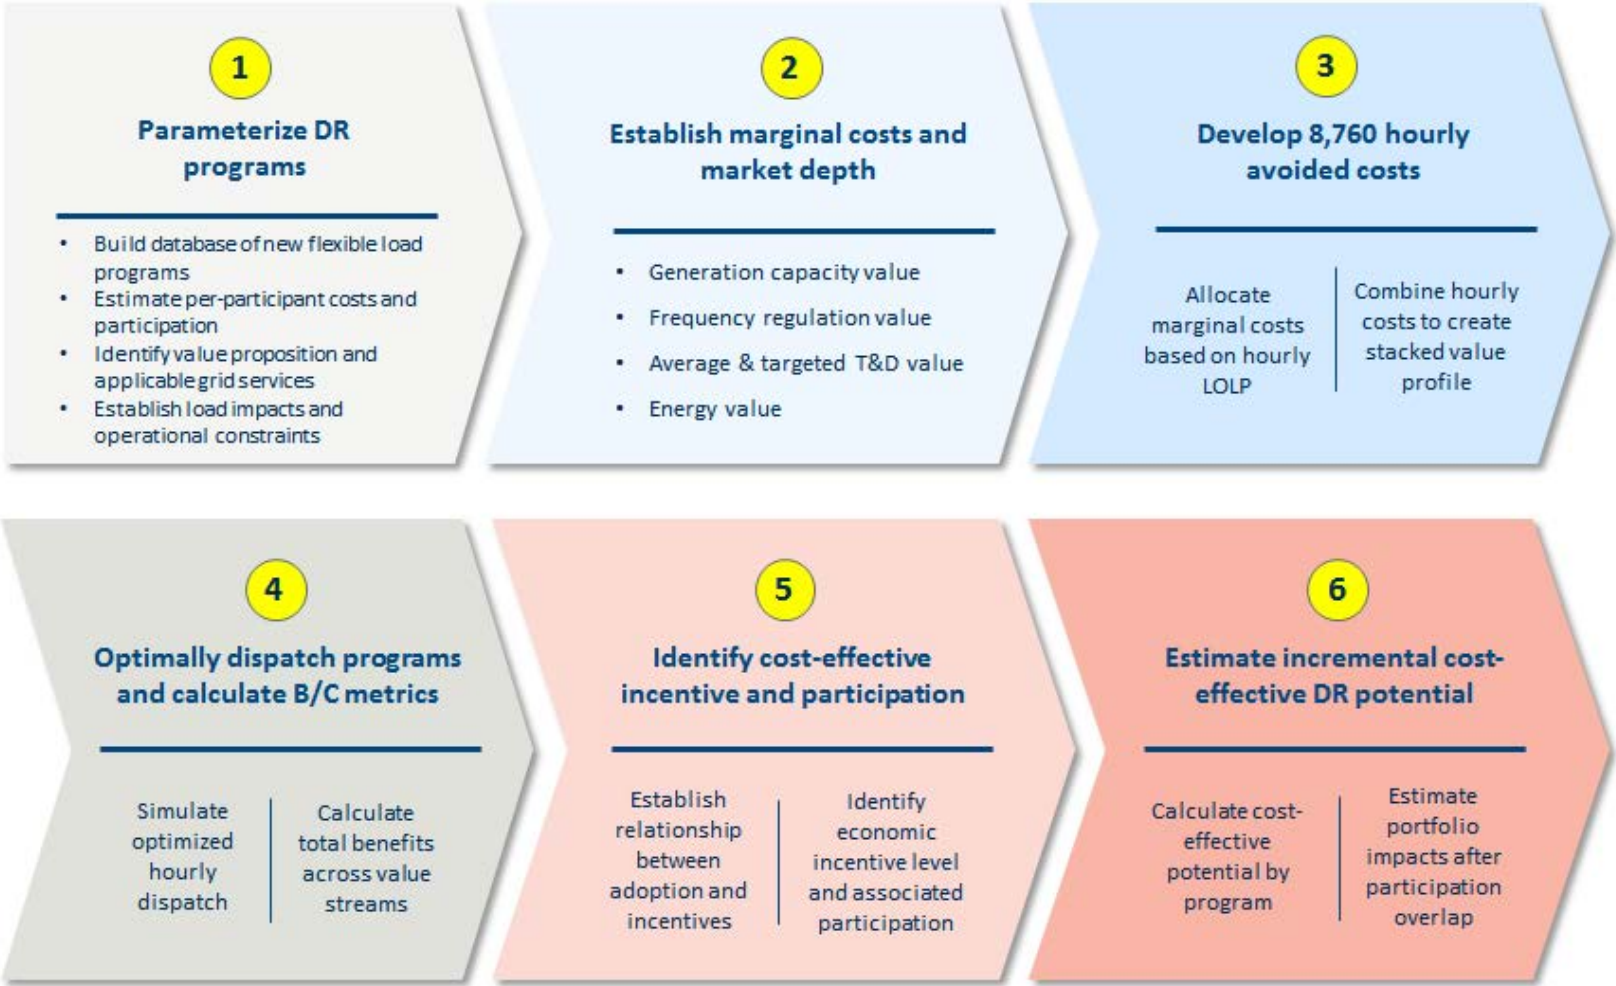 1
Parameterize DR
programs
• Build database of new flexible load
programs
• Estimate per-participant costs and
participation
• Identify value proposition and
applicable grid services
• Establish load impacts and
operational constraints
2
Establish marginal costs and
market depth
• Generation capacity value
• Frequency regulation value
• Average & targeted T&D value
• Energy value
3
Develop 8,760 hourly
avoided costs
Allocate
marginal costs
based on hourly
LOLP
Combine hourly
costs to create
stacked value
profile
4
Optimally dispatch programs
and calculate B/C metrics
Simulate
optimized
hourly
dispatch
Calculate
total benefits
across value
streams
5
Identify cost-effective
incentive and participation
Establish
relationship
between
adoption and
incentives
Identify
economic
incentive level
and associated
participation
6
Estimate incremental cost-
effective DR potential
Calculate cost-
effective
potential by
program
Estimate
portfolio
impacts after
participation
overlap